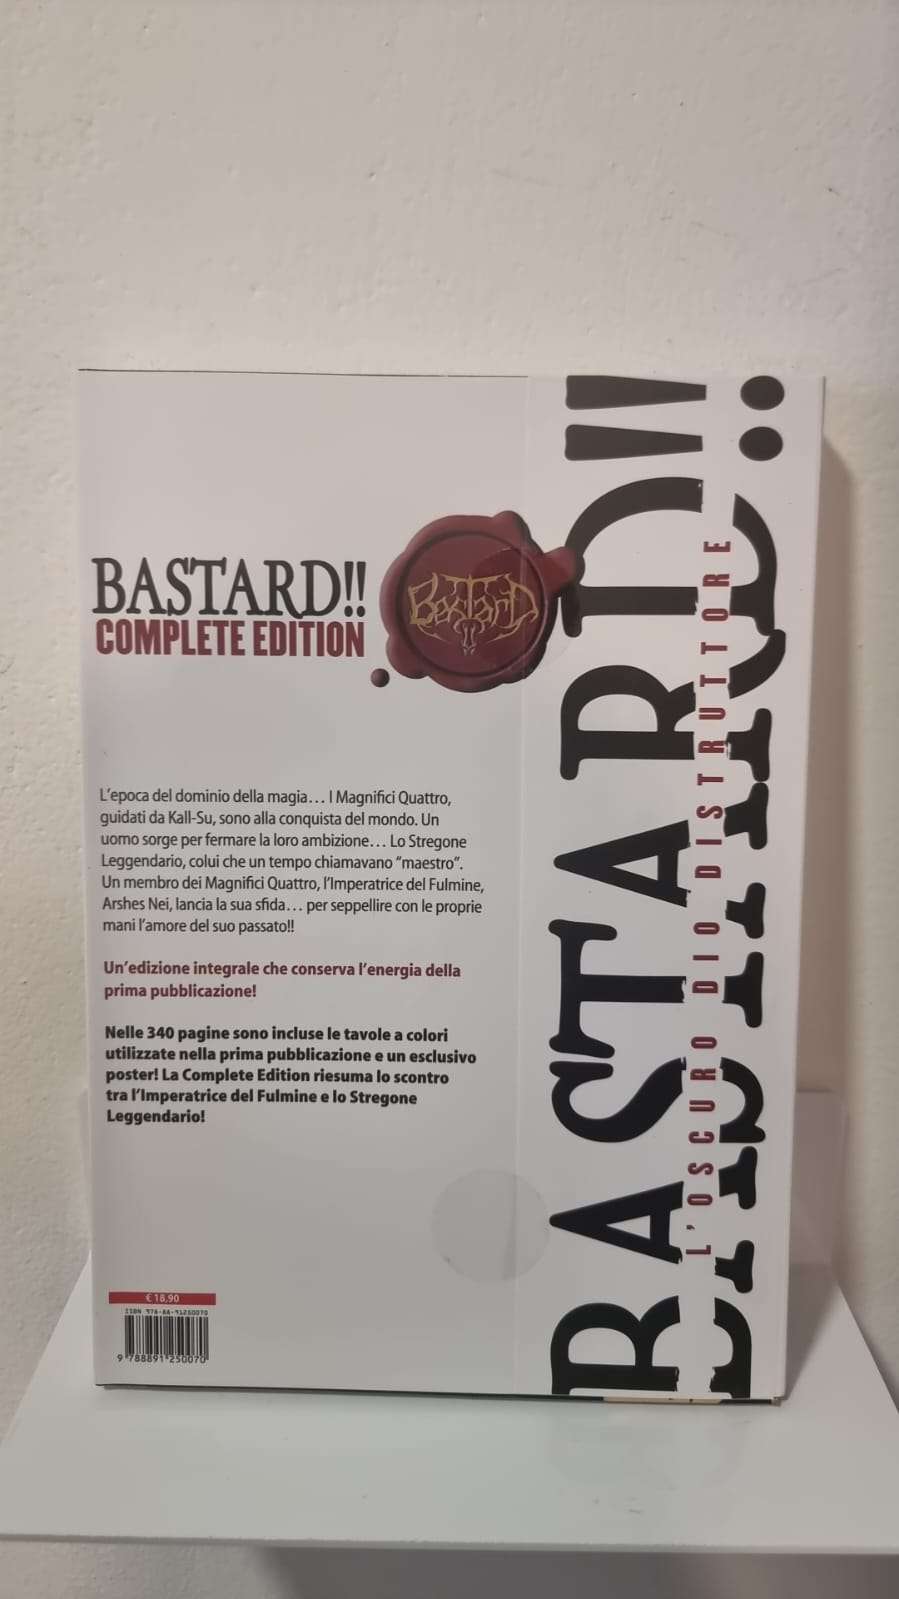 BASTARD!!
COMPLETE EDITION
BASTARD
L'epoca del dominio della magia... I Magnifici Quattro,
guidati da Kall-Su, sono alla conquista del mondo. Un
uomo sorge per fermare la loro ambizione... Lo Stregone
Leggendario, colui che un tempo chiamavano "maestro".
Un membro dei Magnifici Quattro, l'Imperatrice del Fulmine,
Arshes Nei, lancia la sua sfida... per seppellire con le proprie
mani l'amore del suo passato!!
Un'edizione integrale che conserva l'energia della
prima pubblicazione!
Nelle 340 pagine sono incluse le tavole a colori
utilizzate nella prima pubblicazione e un esclusivo
poster! La Complete Edition riesuma lo scontro
tra l'Imperatrice del Fulmine e lo Stregone
Leggendario!
€ 18,90
ISBN 978-88-91250070
9 788891 250070
BASTARD!!
L'OSCURO DIO DISTRUTTORE